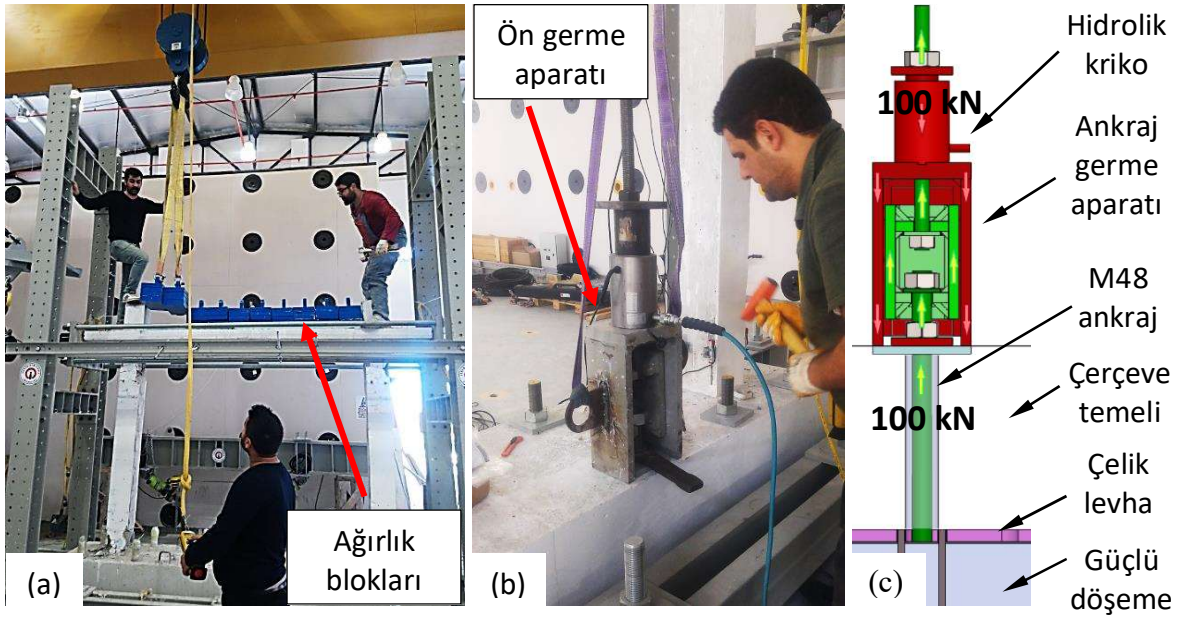 Ağırlık
blokları
(a)
Ön germe
aparatı
(b)
Hidrolik
kriko
100 kN
Ankraj
germe
aparatı
M48
ankraj
100 kN
Çerçeve
temeli
Çelik
levha
Güçlü
döşeme
(c)